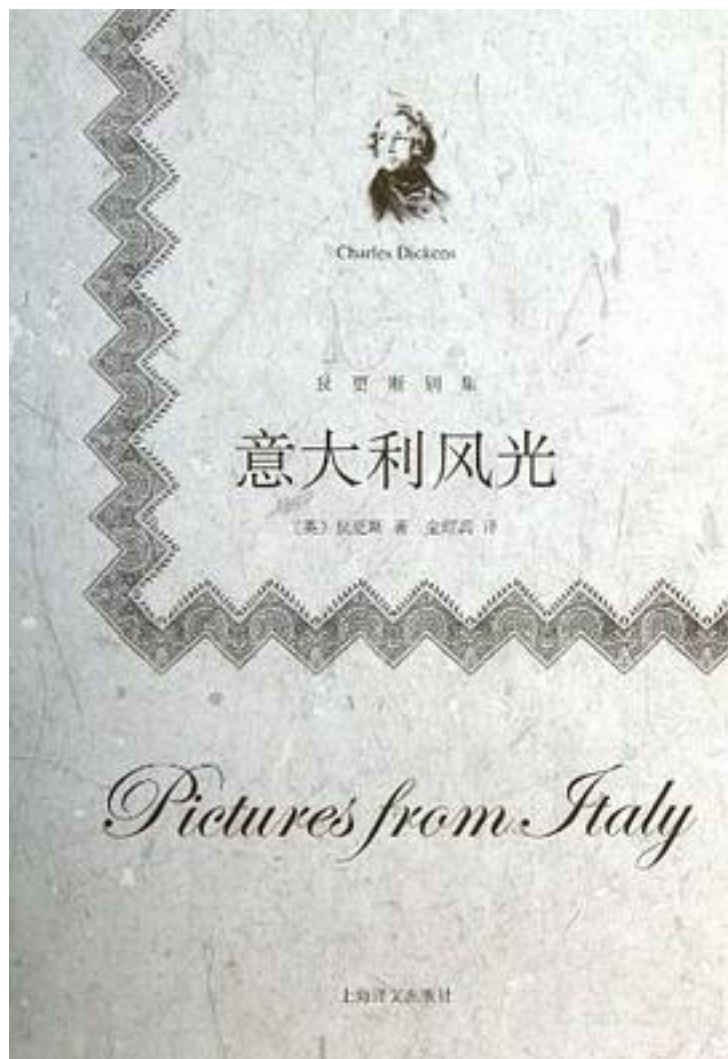 Charles Dickens
狄更斯别集
意大利风光
〔英〕狄更斯 著 金绍禹 译
Pictures from Italy
上海译文出版社